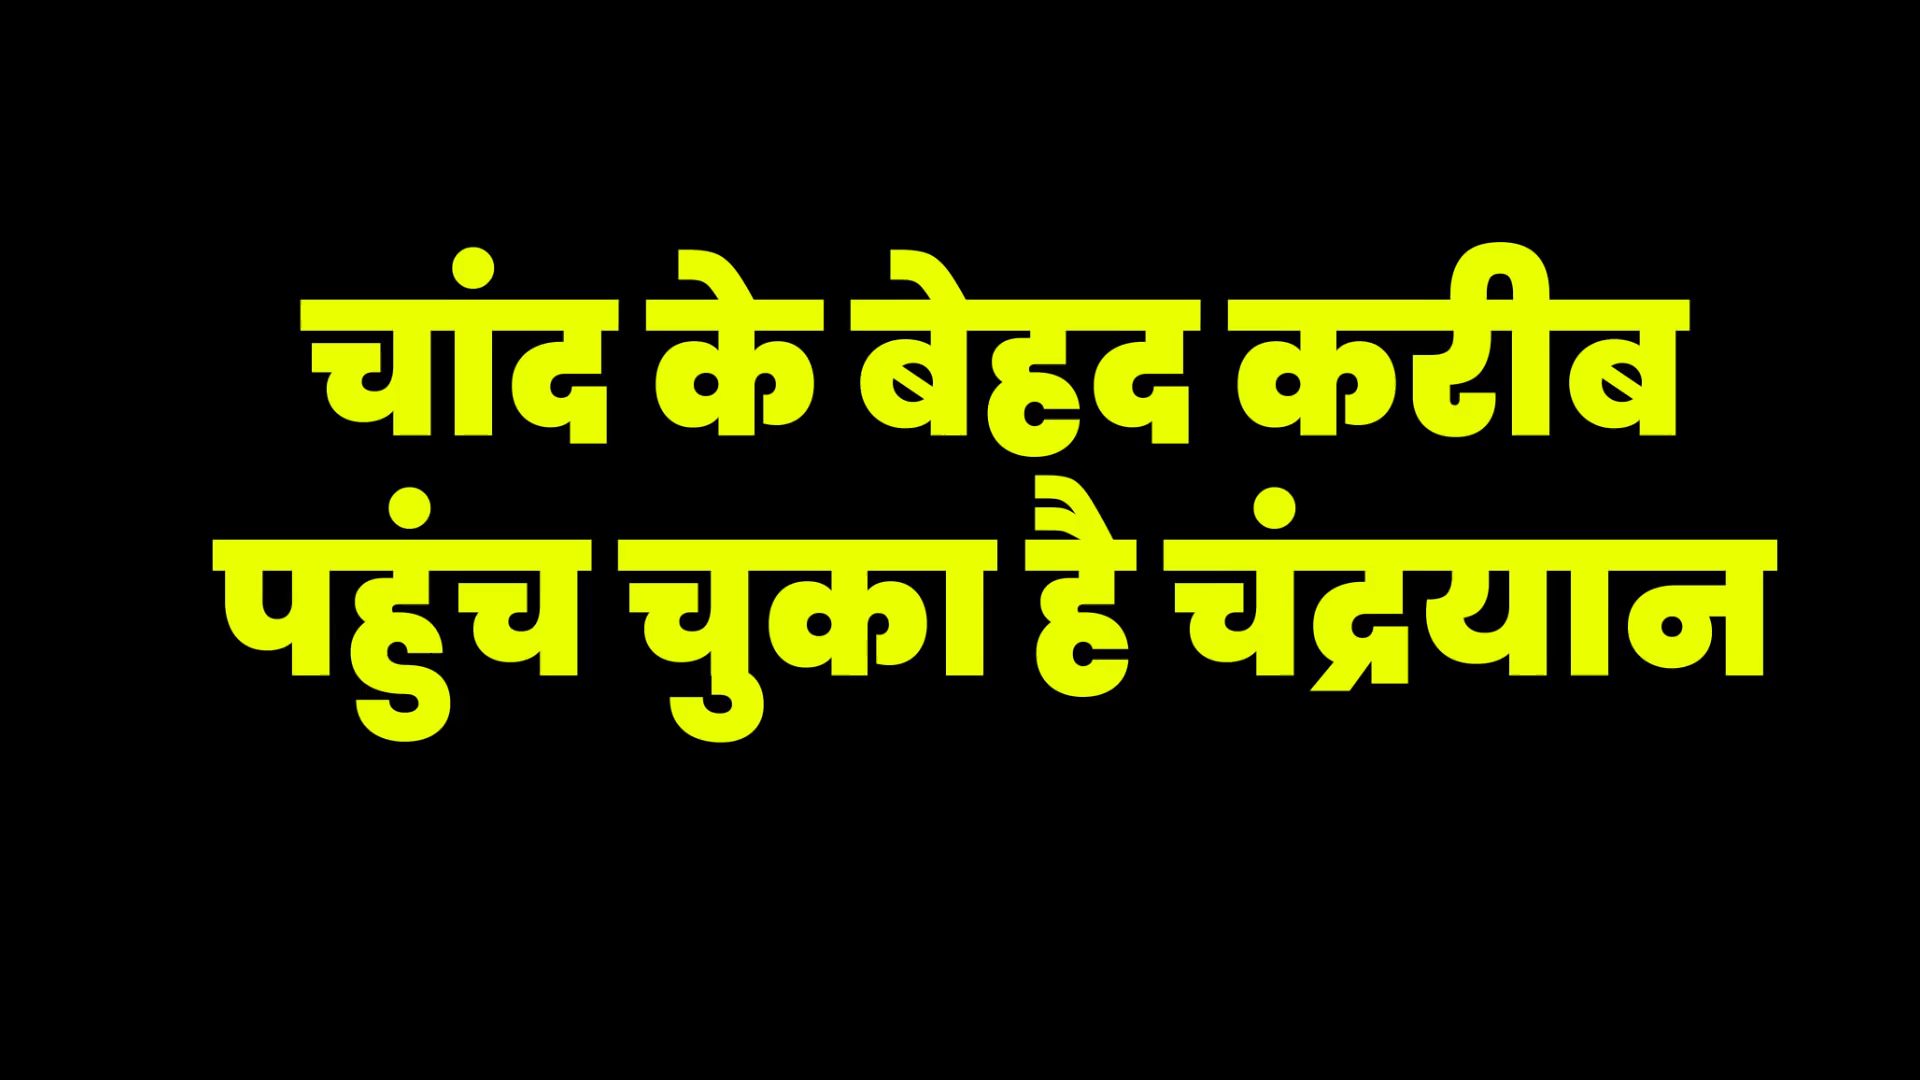 चांद के बेहद करीब
पहुंच चुका है चंद्रयान